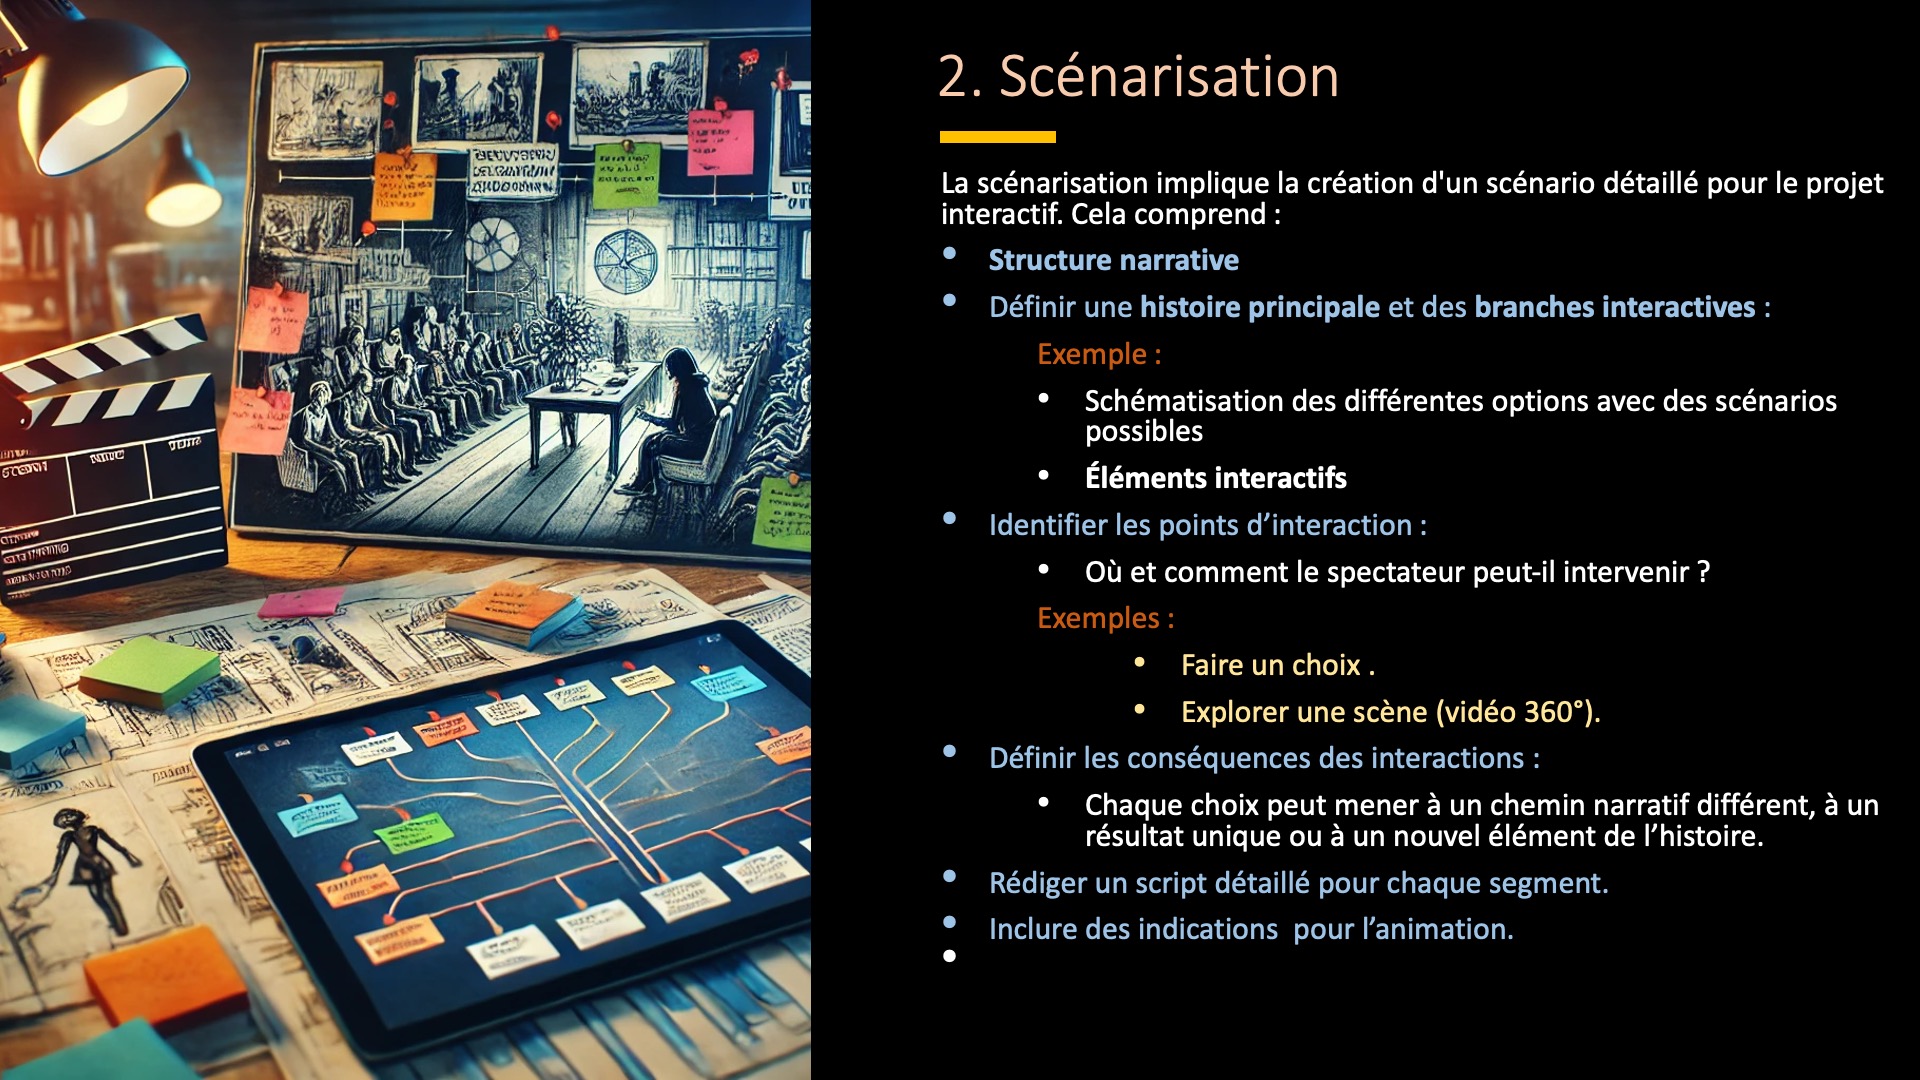 2. Scénarisation
La scénarisation implique la création d'un scénario détaillé pour le projet
interactif. Cela comprend :
• Structure narrative
• Définir une histoire principale et des branches interactives :
Exemple :
• Schématisation des différentes options avec des scénarios
possibles
• Éléments interactifs
• Identifier les points d’interaction :
• Où et comment le spectateur peut-il intervenir ?
Exemples :
• Faire un choix .
• Explorer une scène (vidéo 360°).
• Définir les conséquences des interactions :
• Chaque choix peut mener à un chemin narratif différent, à un
résultat unique ou à un nouvel élément de l’histoire.
• Rédiger un script détaillé pour chaque segment.
• Inclure des indications  pour l’animation.
•